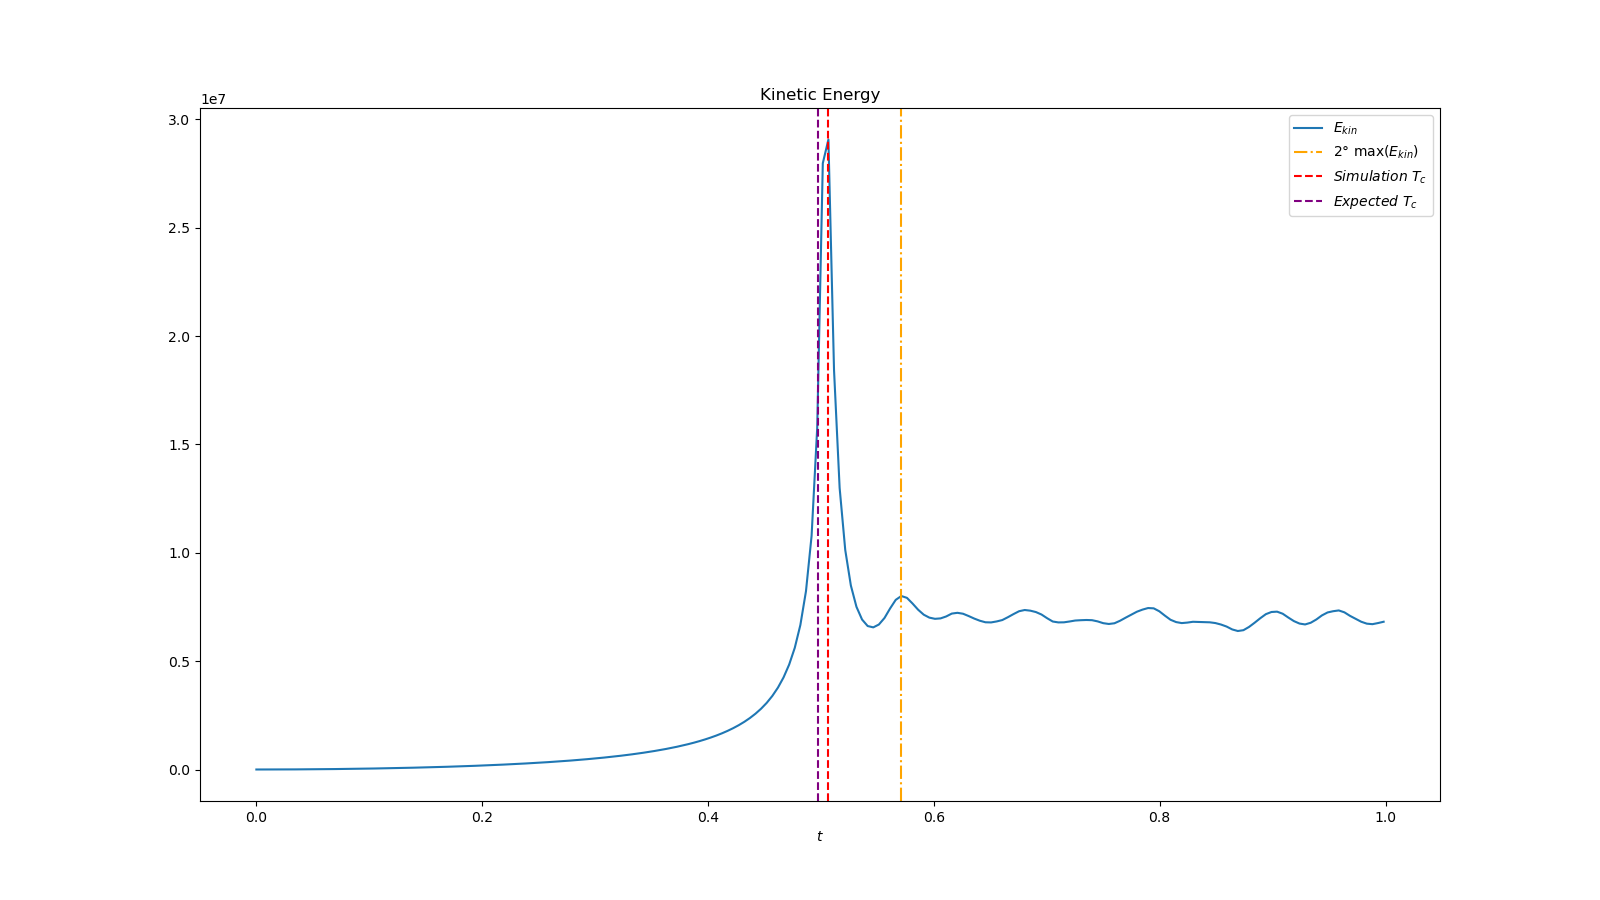 Kinetic Energy
1e7
3.0
2.5
2.0
1.5
1.0
0.5
0.0
0.0 0.2 0.4 0.6 0.8 1.0
t
E_kin
2° max(E_kin)
Simulation T_c
Expected T_c